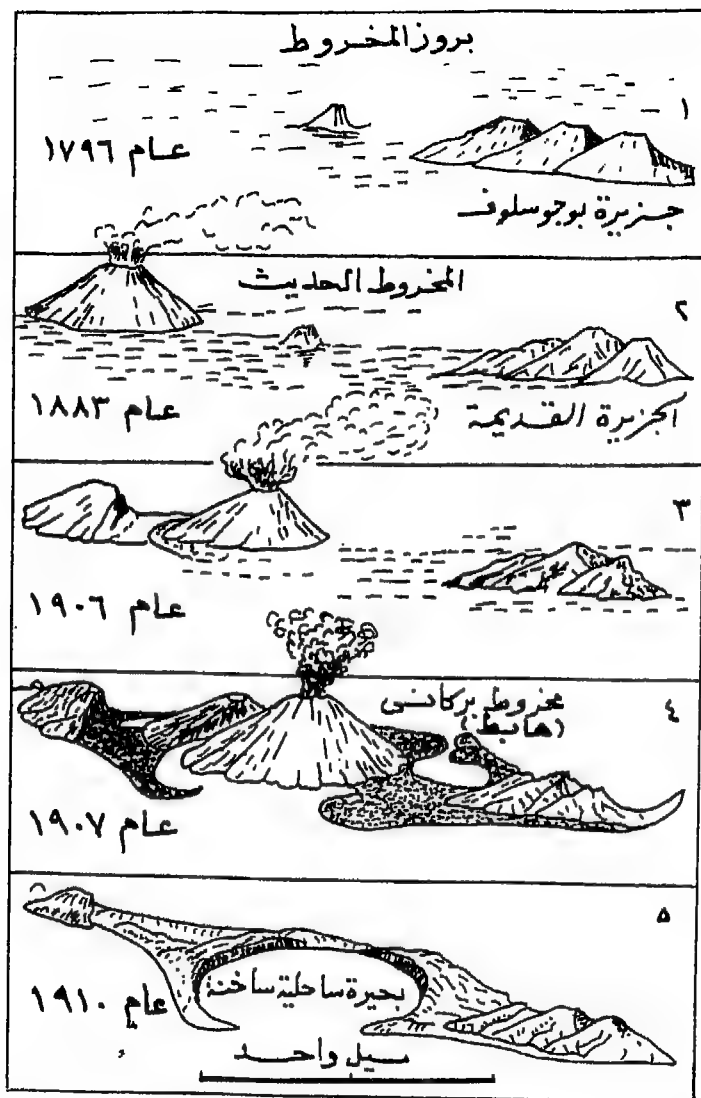 بروز المخروط
١
عام ١٧٩٦
جزيرة بوجوسلوف
المخروط الحديث
٢
عام ١٨٨٣
الجزيرة القديمة
٣
عام ١٩٠٦
مخروط بركانى
(هابط)
٤
عام ١٩٠٧
٥
بحيرة ساحلية ساخنة
عام ١٩١٠
ميل واحد